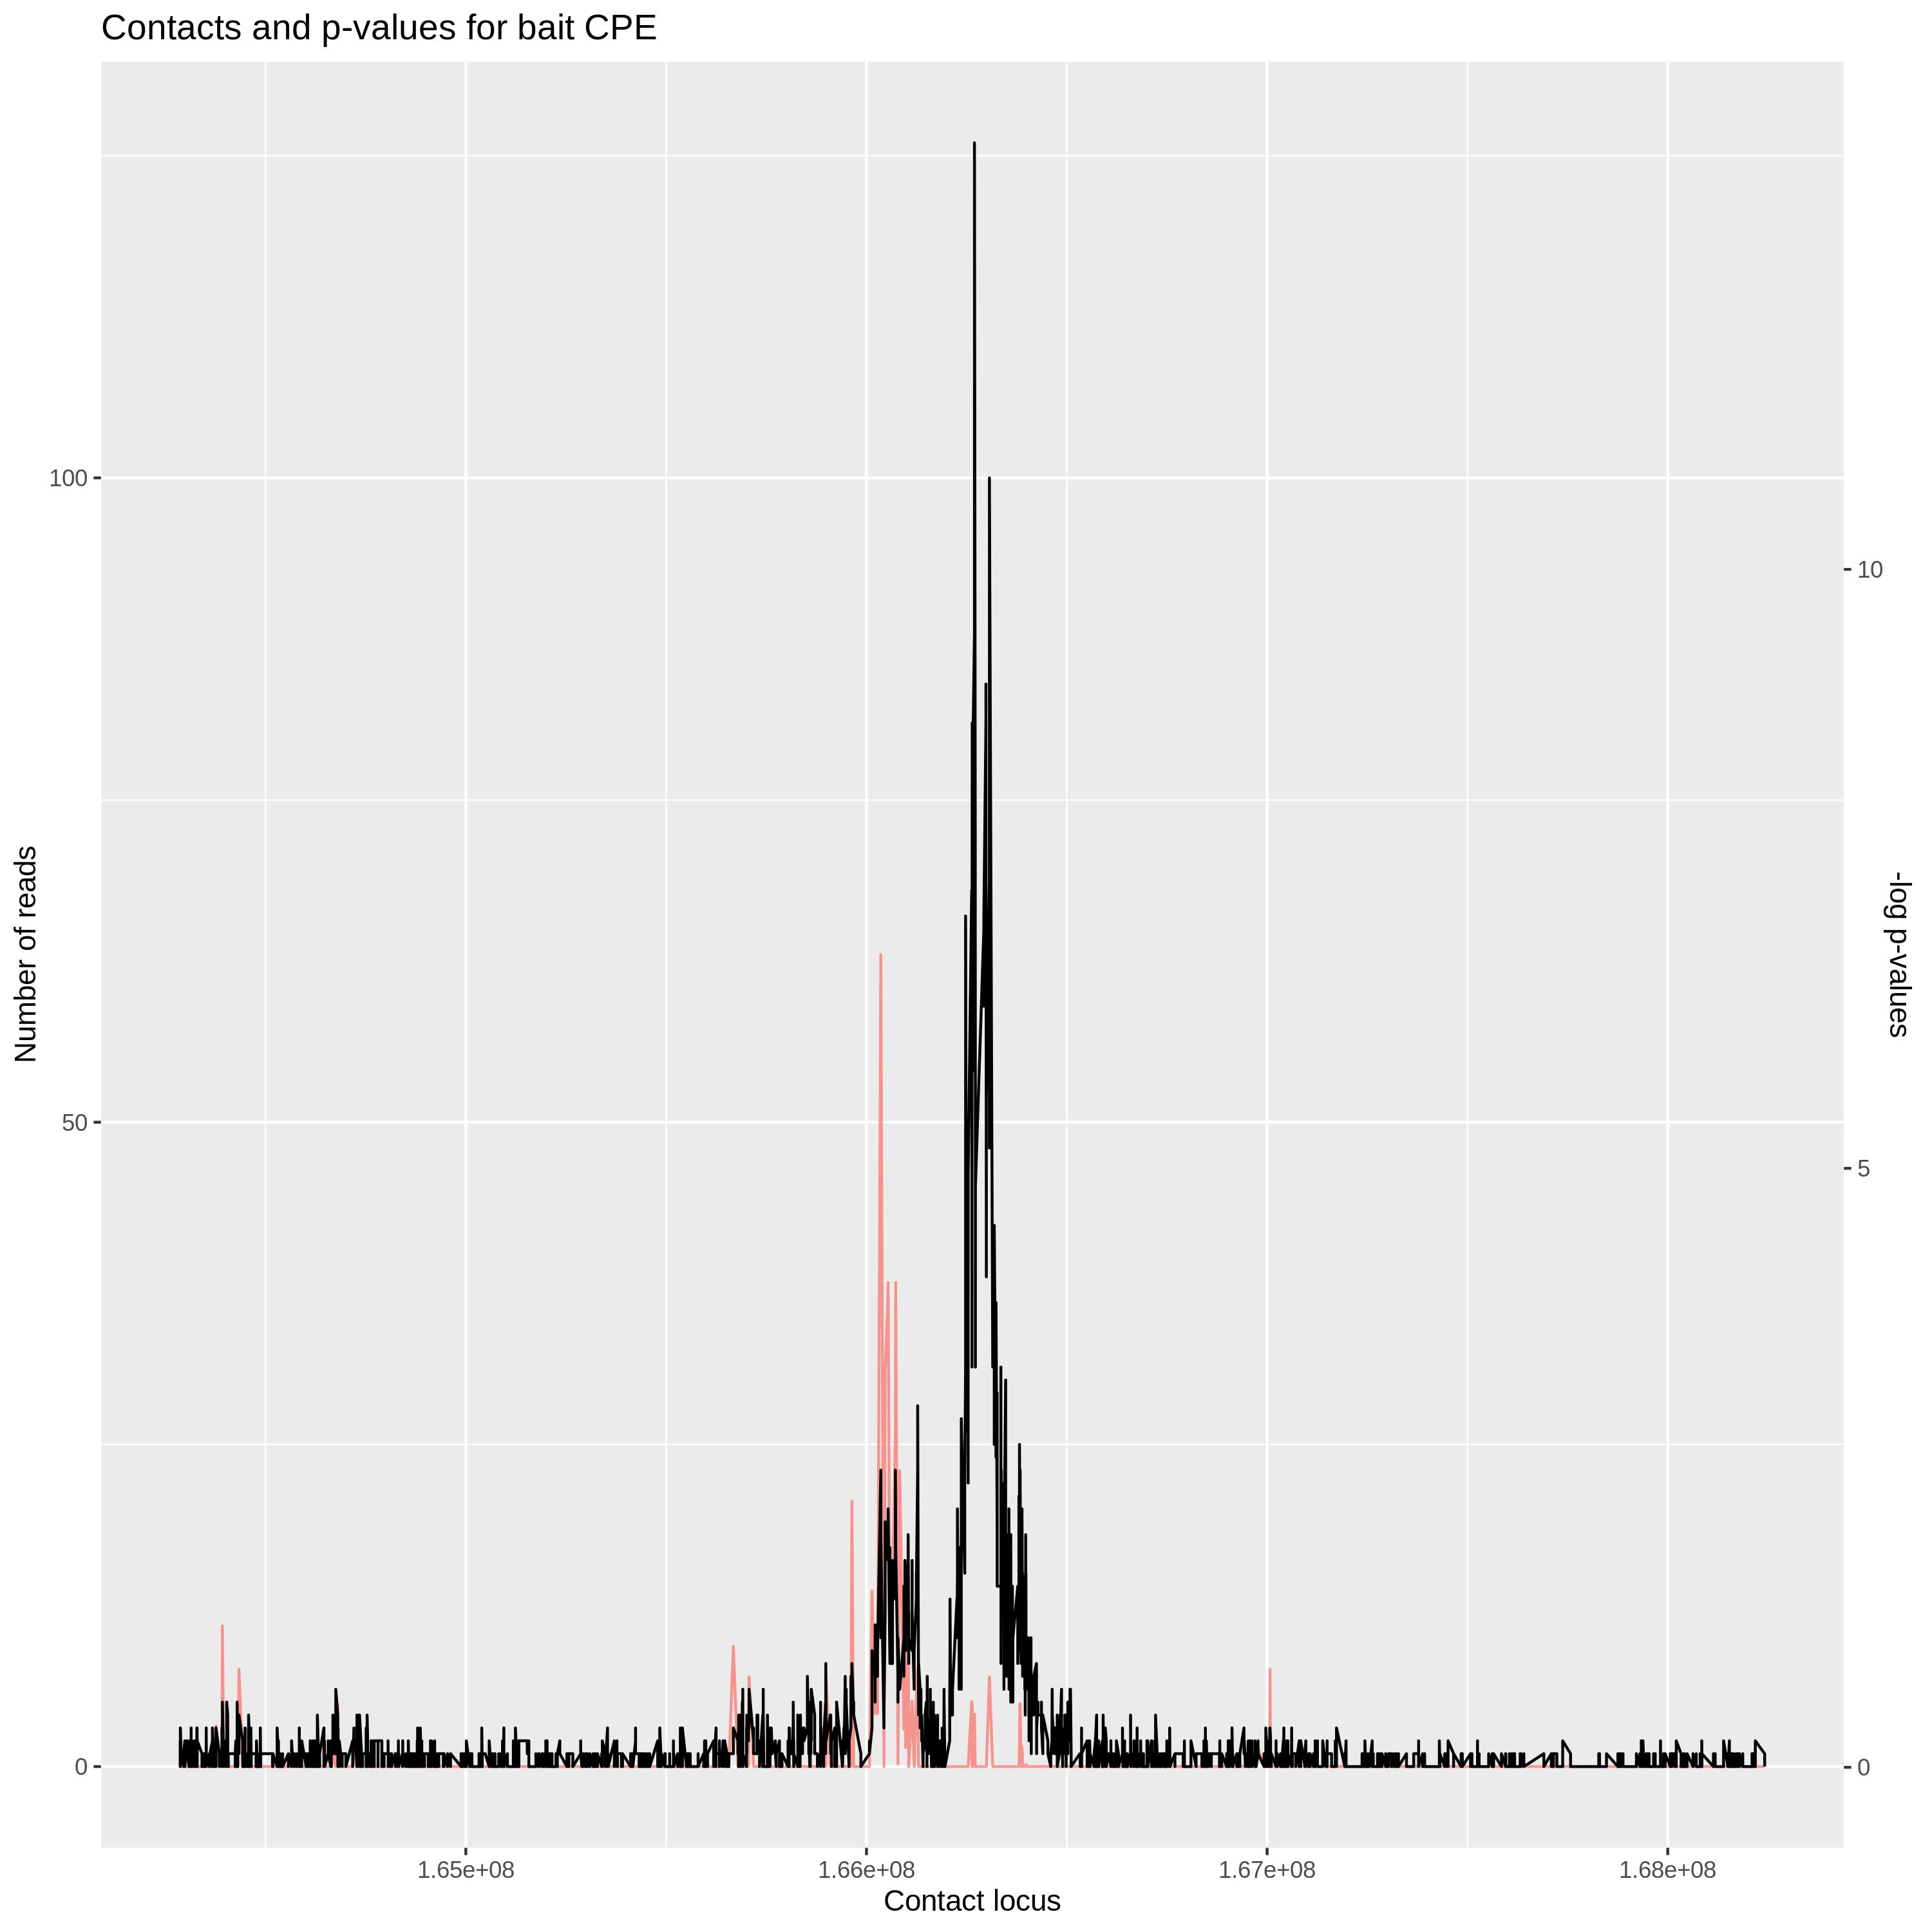 Contacts and p-values for bait CPE
Number of reads
100
50
0
10
5
0
-log p-values
1.65e+08
1.66e+08
1.67e+08
1.68e+08
Contact locus